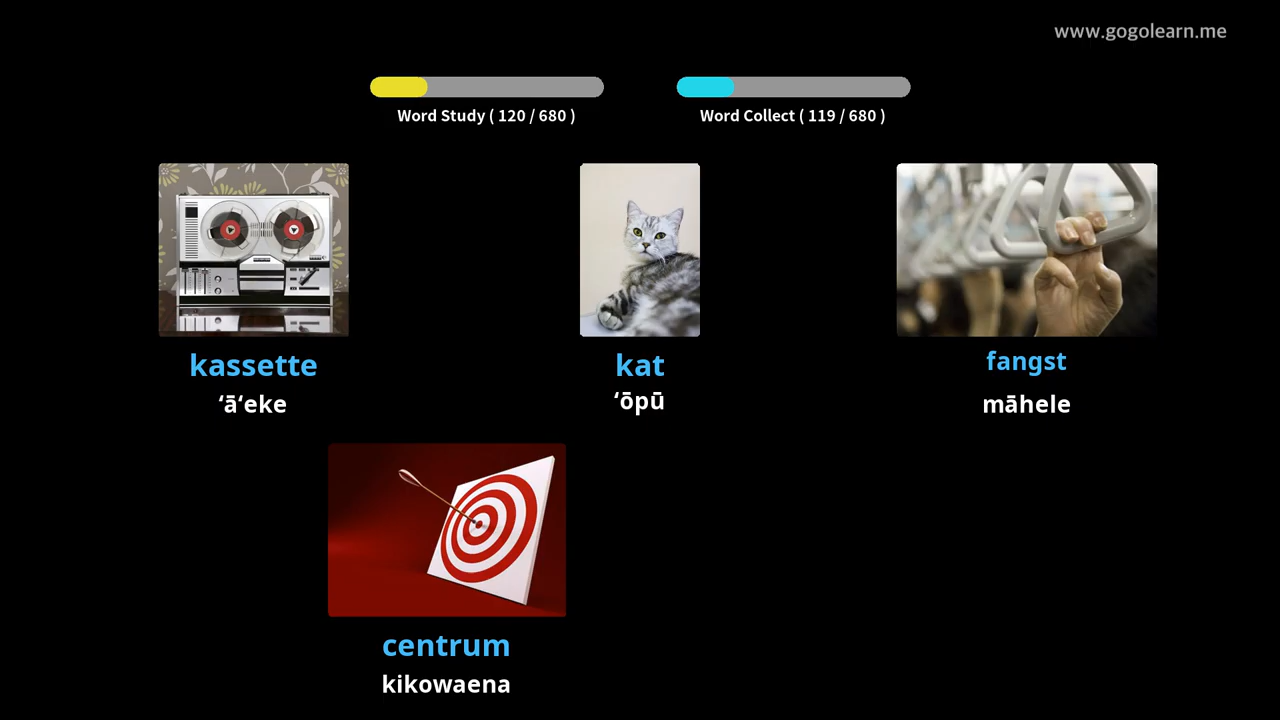 www.gogolearn.me
Word Study ( 120 / 680 )
Word Collect ( 119 / 680 )
kassette
ʻāʻeke
kat
ʻōpū
fangst
māhele
centrum
kikowaena